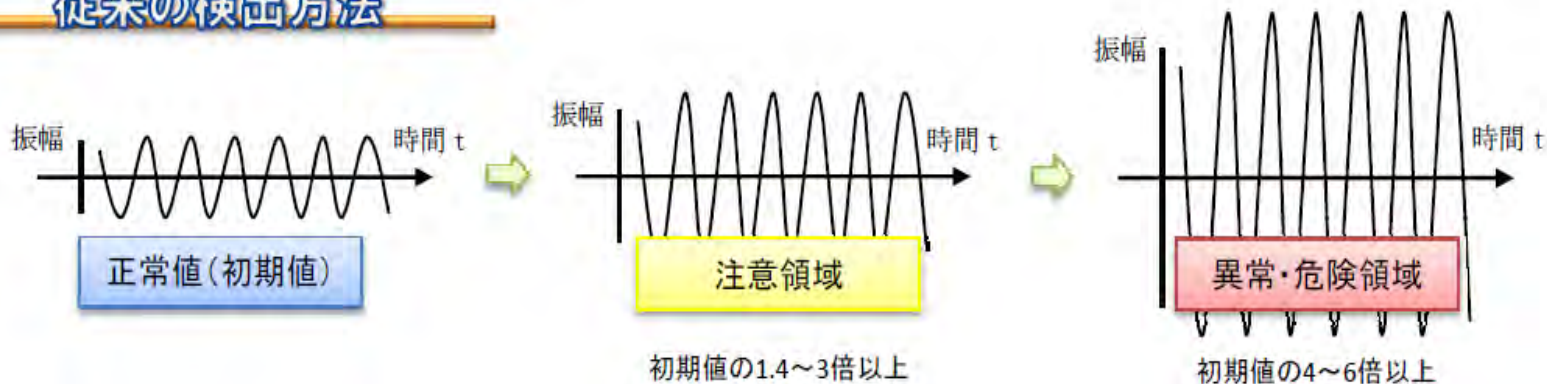 従来の検出方法
振幅
時間 t
正常値(初期値)
振幅
時間 t
注意領域
初期値の1.4～3倍以上
振幅
時間 t
異常・危険領域
初期値の4～6倍以上